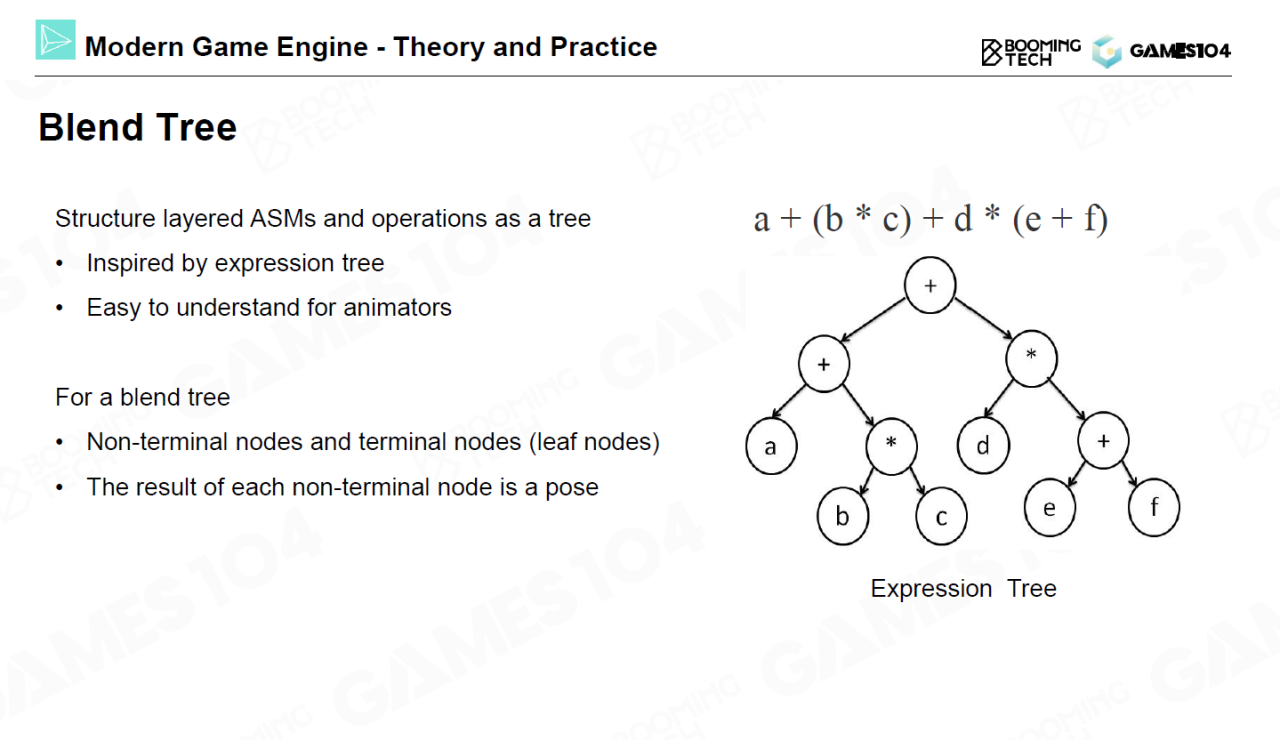 Modern Game Engine - Theory and Practice
BOOMING
TECH
GAMES104
Blend Tree
Structure layered ASMs and operations as a tree
• Inspired by expression tree
• Easy to understand for animators
For a blend tree
• Non-terminal nodes and terminal nodes (leaf nodes)
• The result of each non-terminal node is a pose
a + (b * c) + d * (e + f)
+
+
*
a
*
d
+
b
c
e
f
Expression Tree